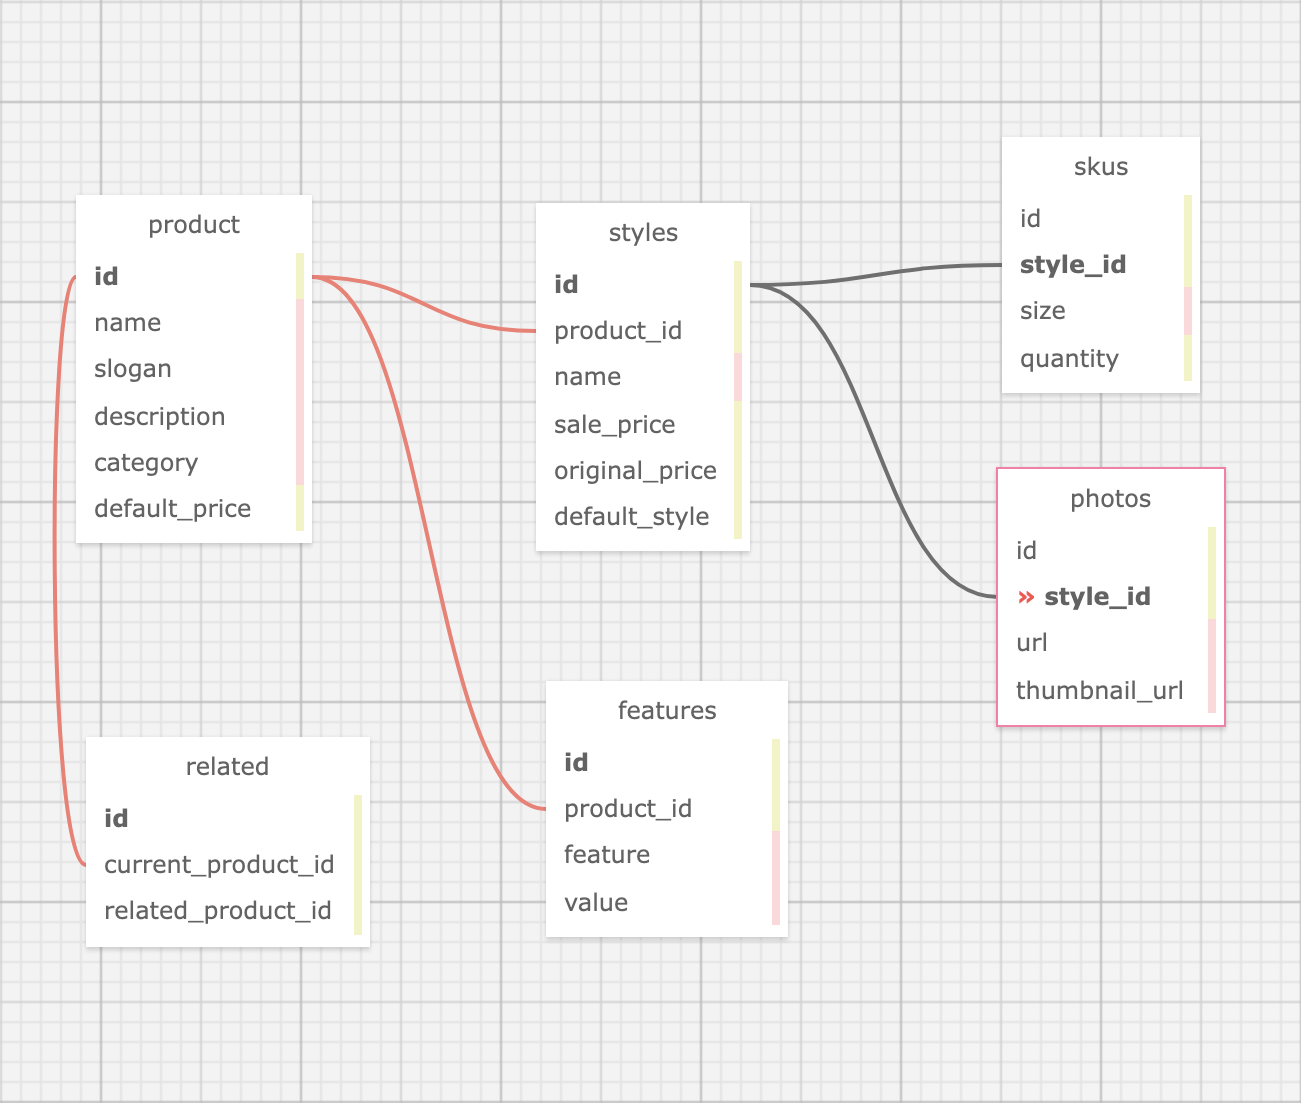 product
id
name
slogan
description
category
default_price
styles
id
product_id
name
sale_price
original_price
default_style
skus
id
style_id
size
quantity
photos
id
» style_id
url
thumbnail_url
related
id
current_product_id
related_product_id
features
id
product_id
feature
value